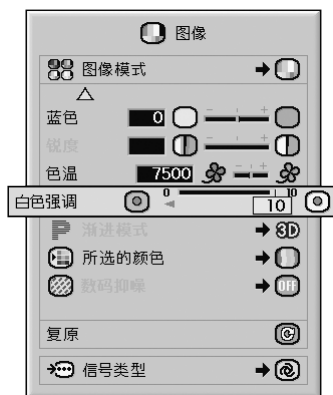 图像
图像模式
蓝色 0 - +
锐度 - +
色温 7500 - +
白色强调 0 10 10
P 渐进模式 3D
所选的颜色
数码抑噪 OFF
复原
信号类型